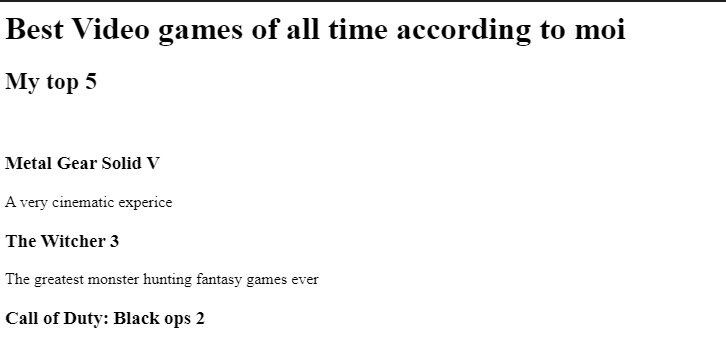 Best Video games of all time according to moi
My top 5
Metal Gear Solid V
A very cinematic experice
The Witcher 3
The greatest monster hunting fantasy games ever
Call of Duty: Black ops 2